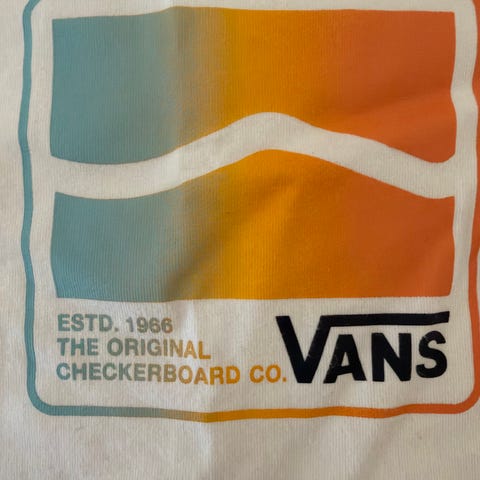 ESTD. 1966
THE ORIGINAL
CHECKERBOARD CO.
VANS